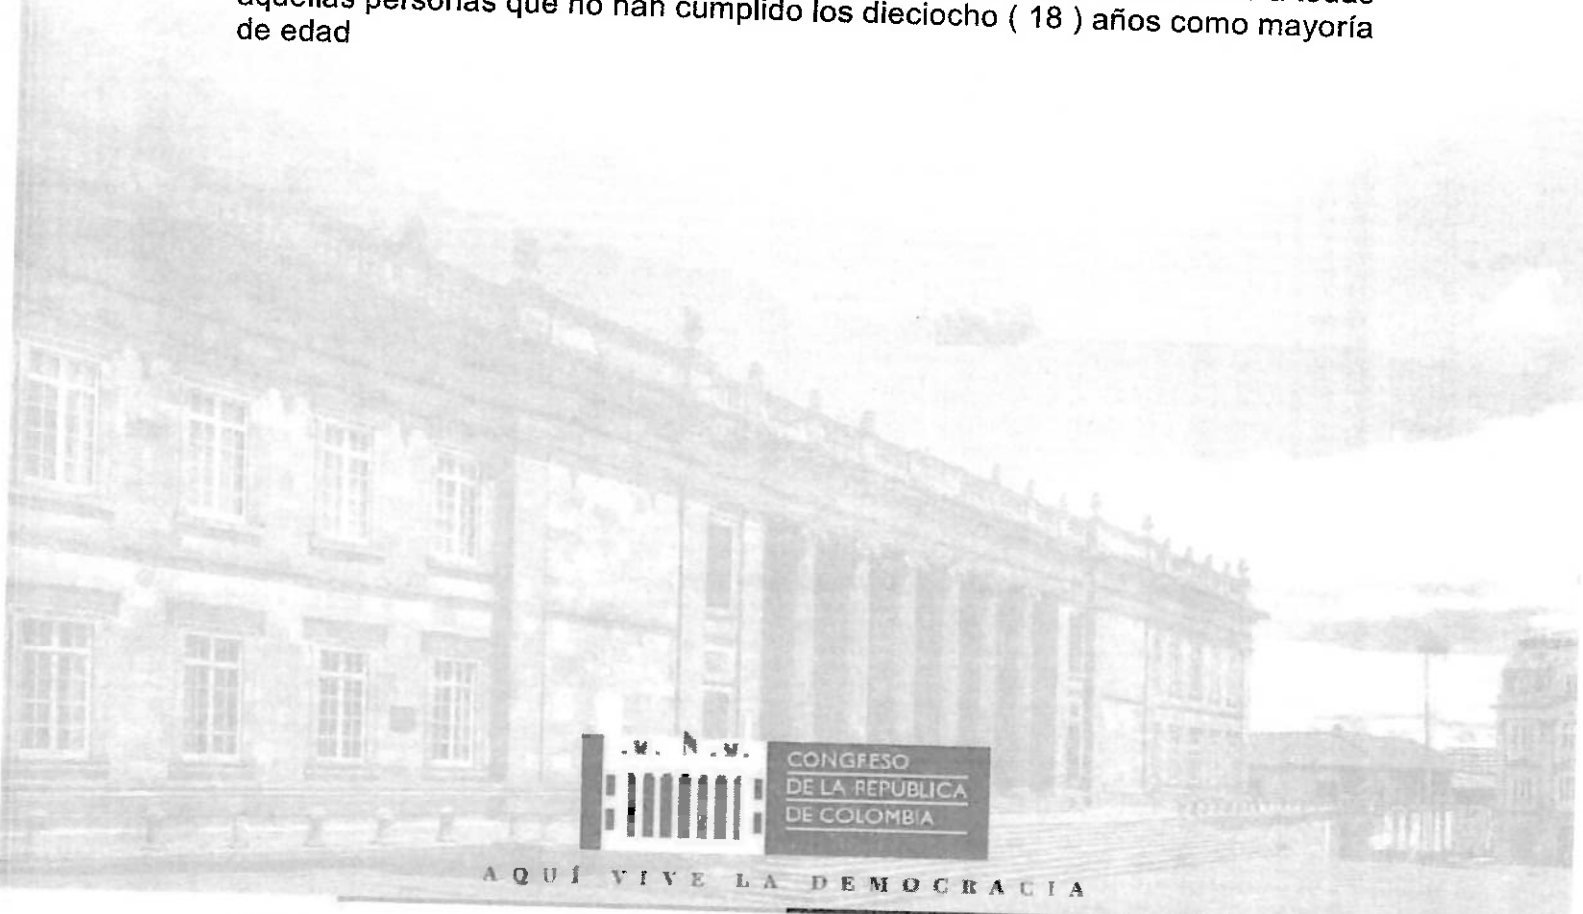 aquellas personas que no han cumplido los dieciocho ( 18 ) años como mayoría
de edad
CONGRESO
DE LA REPÚBLICA
DE COLOMBIA
AQUÍ VIVE LA DEMOCRACIA